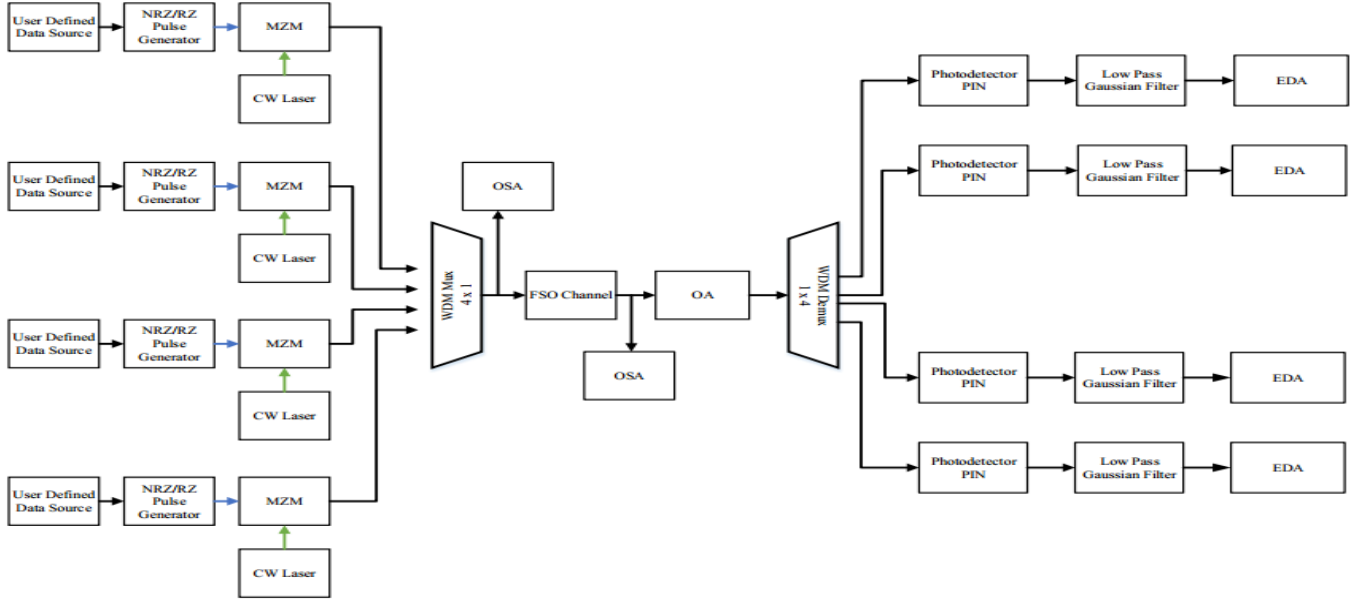 User Defined
Data Source
NRZ/RZ
Pulse
Generator
MZM
CW Laser
User Defined
Data Source
NRZ/RZ
Pulse
Generator
MZM
CW Laser
User Defined
Data Source
NRZ/RZ
Pulse
Generator
MZM
CW Laser
User Defined
Data Source
NRZ/RZ
Pulse
Generator
MZM
CW Laser
WDM Mux
4 x 1
OSA
FSO Channel
OSA
OA
WDM Demux
1 x 4
Photodetector
PIN
Low Pass
Gaussian Filter
EDA
Photodetector
PIN
Low Pass
Gaussian Filter
EDA
Photodetector
PIN
Low Pass
Gaussian Filter
EDA
Photodetector
PIN
Low Pass
Gaussian Filter
EDA